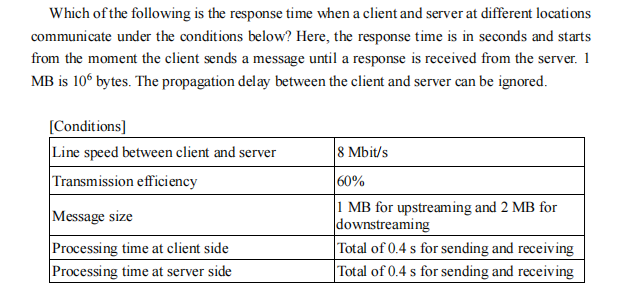 Which of the following is the response time when a client and server at different locations
communicate under the conditions below? Here, the response time is in seconds and starts
from the moment the client sends a message until a response is received from the server. 1
MB is 10⁶ bytes. The propagation delay between the client and server can be ignored.
[Conditions]
Line speed between client and server 8 Mbit/s
Transmission efficiency 60%
Message size 1 MB for upstreaming and 2 MB for
downstreaming
Processing time at client side Total of 0.4 s for sending and receiving
Processing time at server side Total of 0.4 s for sending and receiving